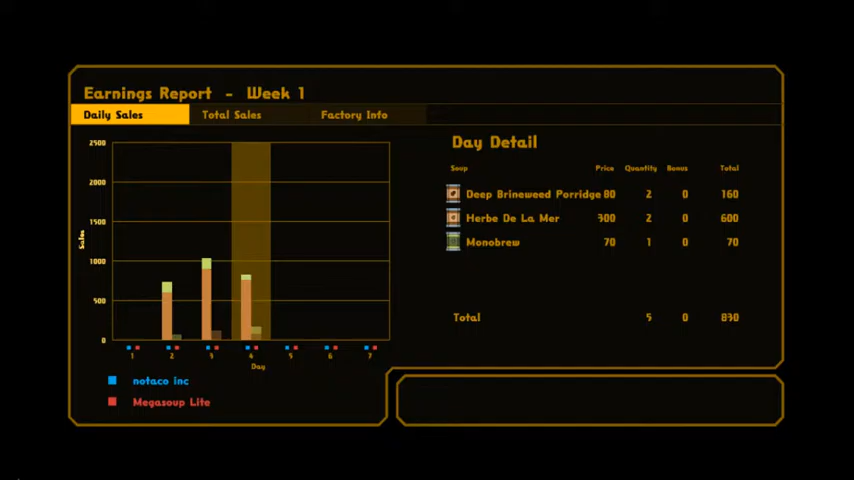 Earnings Report - Week 1
Daily Sales Total Sales Factory Info
Day Detail
Soup Price Quantity Bonus Total
Deep Brineweed Porridge 80 2 0 160
Herbe De La Mer 300 2 0 600
Monobrew 70 1 0 70
Total 5 0 830
2500
2000
1500
1000
500
0
Sales
1 2 3 4 5 6 7
Day
notaco inc
Megasoup Lite